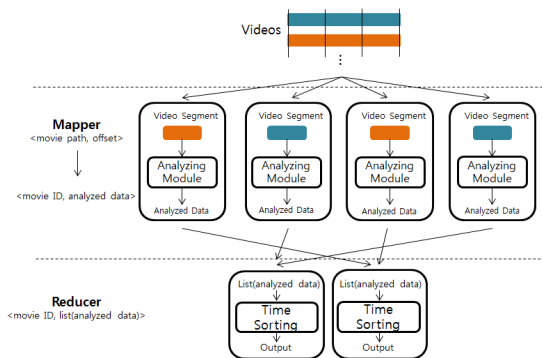 Videos
Mapper
<movie path, offset>
<movie ID, analyzed data>
Video Segment
Analyzing
Module
Analyzed Data
Video Segment
Analyzing
Module
Analyzed Data
Video Segment
Analyzing
Module
Analyzed Data
Video Segment
Analyzing
Module
Analyzed Data
Reducer
<movie ID, list(analyzed data)>
List(analyzed data)
Time
Sorting
Output
List(analyzed data)
Time
Sorting
Output